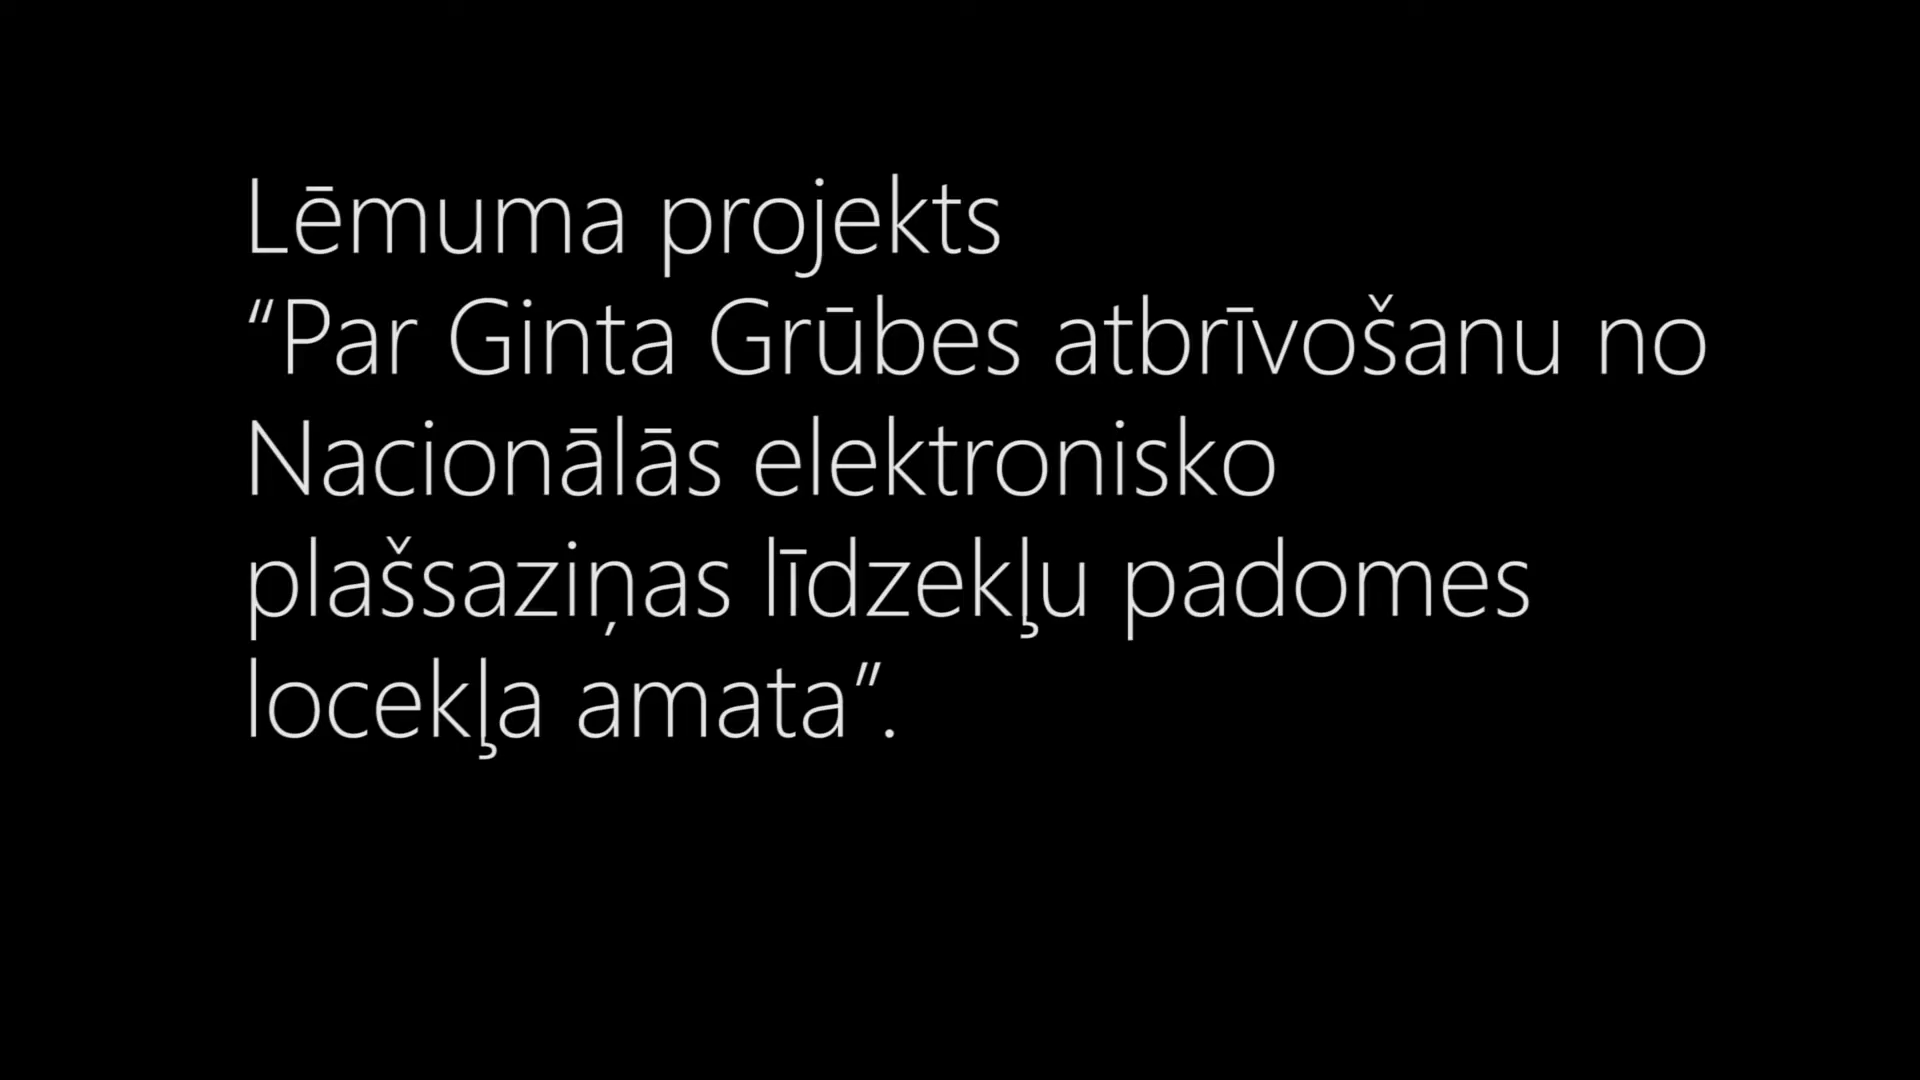 Lēmuma projekts
“Par Ginta Grūbes atbrīvošanu no
Nacionālās elektronisko
plašsaziņas līdzekļu padomes
locekļa amata”.